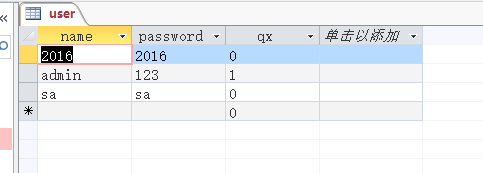 user
name password qx 单击以添加
2016 2016 0
admin 123 1
sa sa 0
* 0